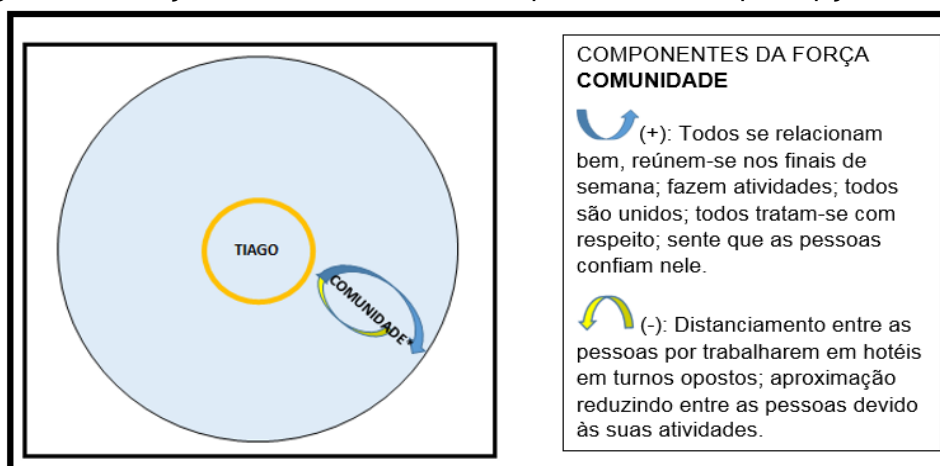 TIAGO
COMUNIDADE*
COMPONENTES DA FORÇA
COMUNIDADE
(+): Todos se relacionam
bem, reúnem-se nos finais de
semana; fazem atividades; todos
são unidos; todos tratam-se com
respeito; sente que as pessoas
confiam nele.
(-): Distanciamento entre as
pessoas por trabalharem em hotéis
em turnos opostos; aproximação
reduzindo entre as pessoas devido
às suas atividades.